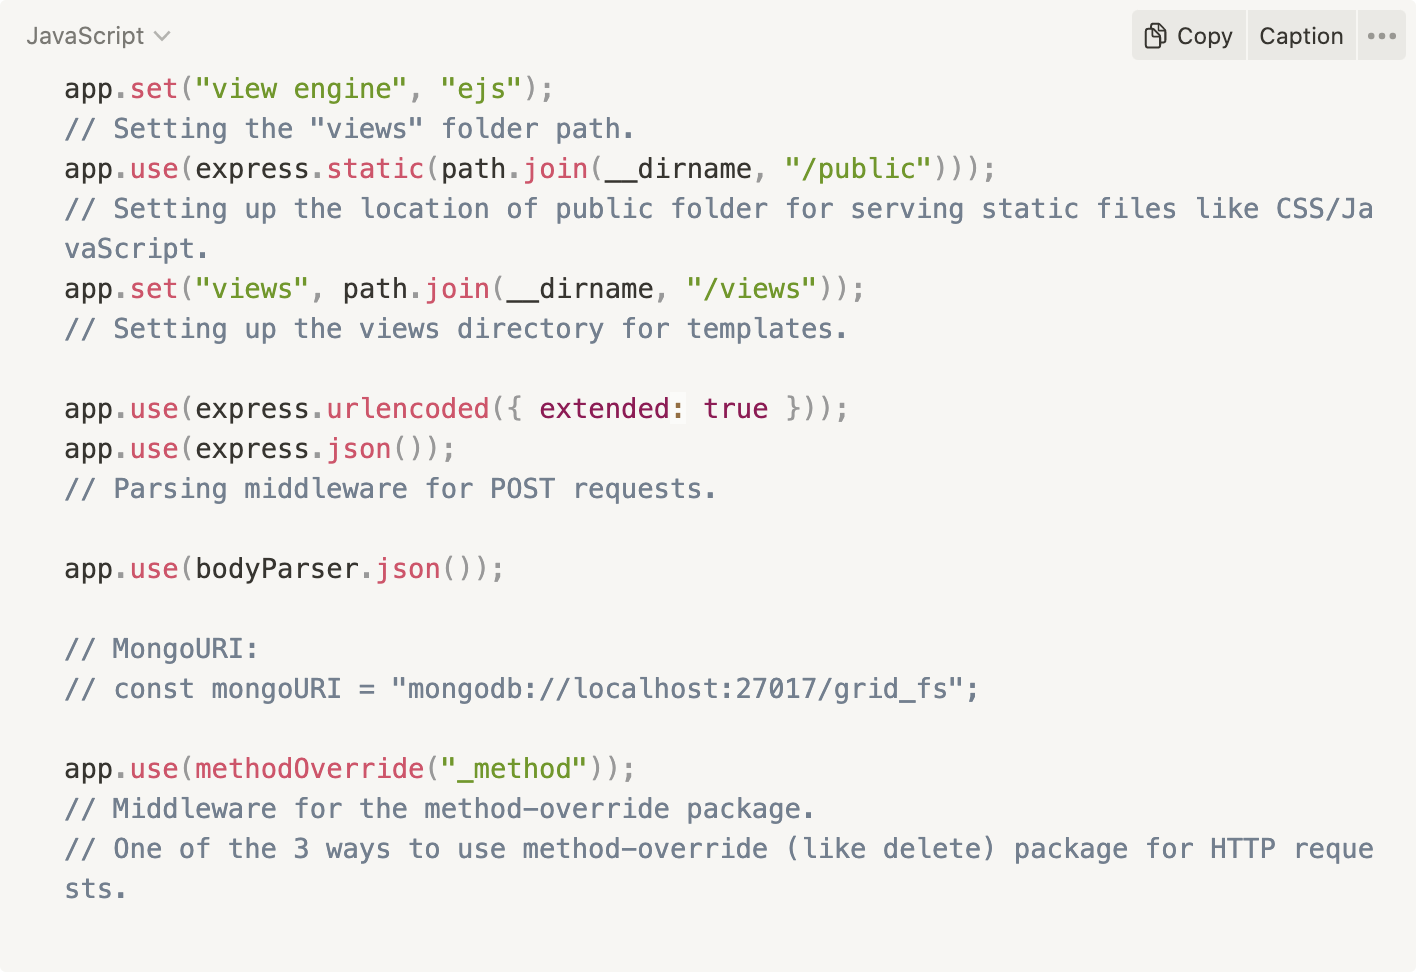 JavaScript
Copy
Caption
app.set("view engine", "ejs");
// Setting the "views" folder path.
app.use(express.static(path.join(__dirname, "/public")));
// Setting up the location of public folder for serving static files like CSS/Ja
vaScript.
app.set("views", path.join(__dirname, "/views"));
// Setting up the views directory for templates.
app.use(express.urlencoded({ extended: true }));
app.use(express.json());
// Parsing middleware for POST requests.
app.use(bodyParser.json());
// MongoURI:
// const mongoURI = "mongodb://localhost:27017/grid_fs";
app.use(methodOverride("_method"));
// Middleware for the method-override package.
// One of the 3 ways to use method-override (like delete) package for HTTP reque
sts.